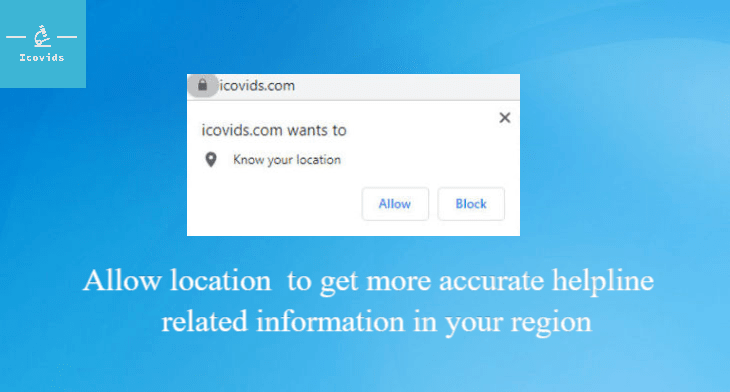 Icovids
icovids.com
icovids.com wants to
Know your location
Allow
Block
Allow location to get more accurate helpline
related information in your region